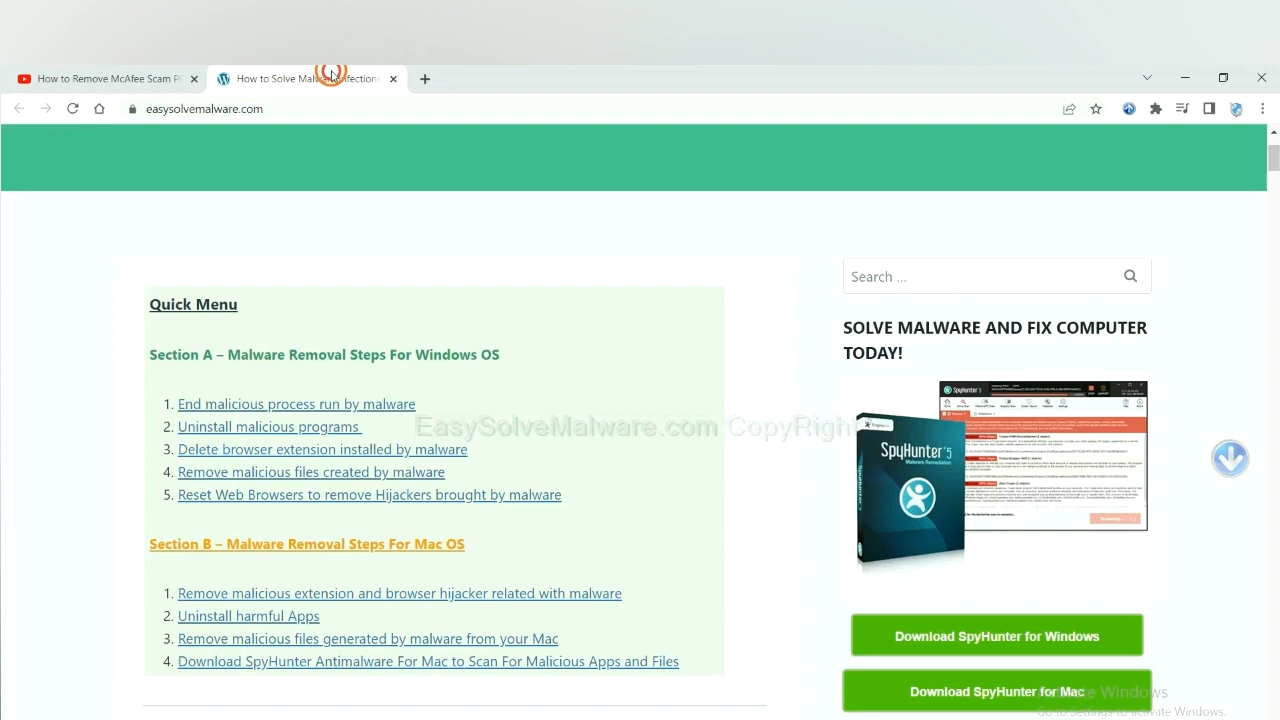 How to Remove McAfee Scam P
How to Solve Malware Infections
easysolvemalware.com
Quick Menu
Section A – Malware Removal Steps For Windows OS
1. End malicious process run by malware
2. Uninstall malicious programs
3. Delete browser extension installed by malware
4. Remove malicious files created by malware
5. Reset Web Browsers to remove Hijackers brought by malware
Section B – Malware Removal Steps For Mac OS
1. Remove malicious extension and browser hijacker related with malware
2. Uninstall harmful Apps
3. Remove malicious files generated by malware from your Mac
4. Download SpyHunter Antimalware For Mac to Scan For Malicious Apps and Files
EasySolveMalware.com CopyRight
Search ...
SOLVE MALWARE AND FIX COMPUTER
TODAY!
SpyHunter 5
SpyHunter 5
Malware Remediation
Download SpyHunter for Windows
Download SpyHunter for Mac
Activate Windows
Go to Settings to activate Windows.